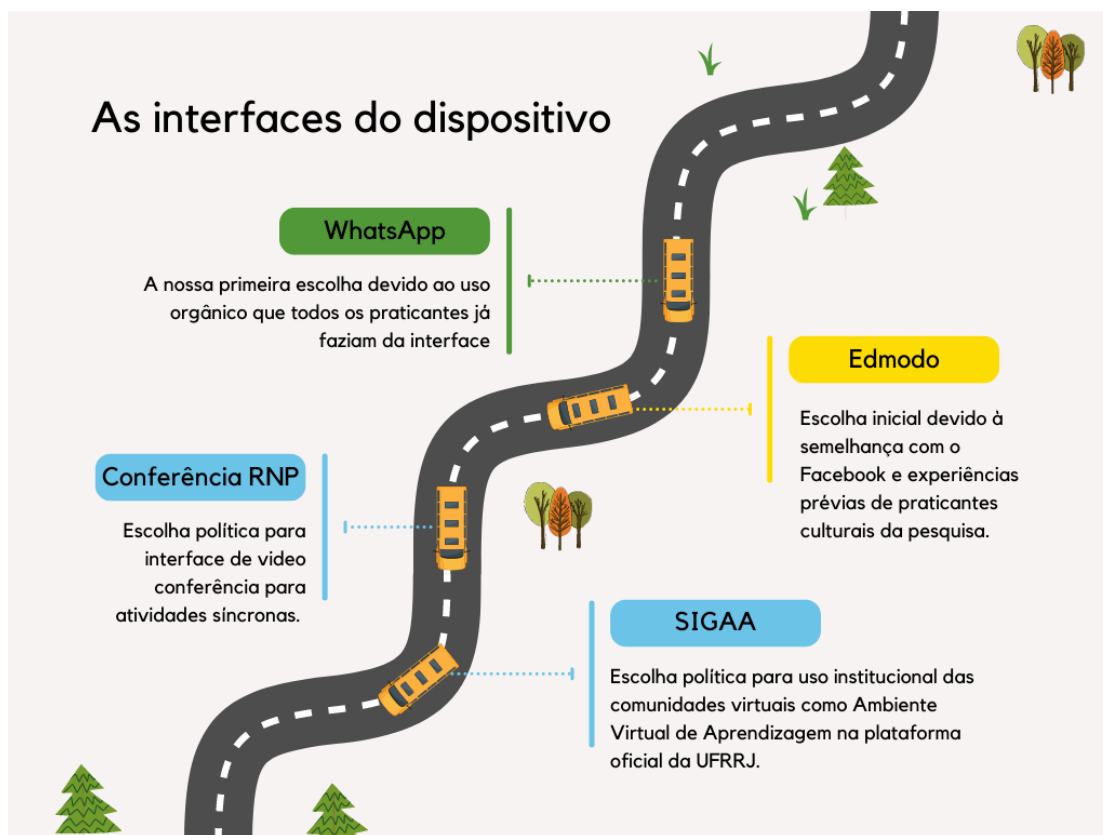 As interfaces do dispositivo
WhatsApp
A nossa primeira escolha devido ao uso
orgânico que todos os praticantes já
faziam da interface
Edmodo
Escolha inicial devido à
semelhança com o
Facebook e experiências
prévias de praticantes
culturais da pesquisa.
Conferência RNP
Escolha política para
interface de video
conferência para
atividades síncronas.
SIGAA
Escolha política para uso institucional das
comunidades virtuais como Ambiente
Virtual de Aprendizagem na plataforma
oficial da UFRRJ.